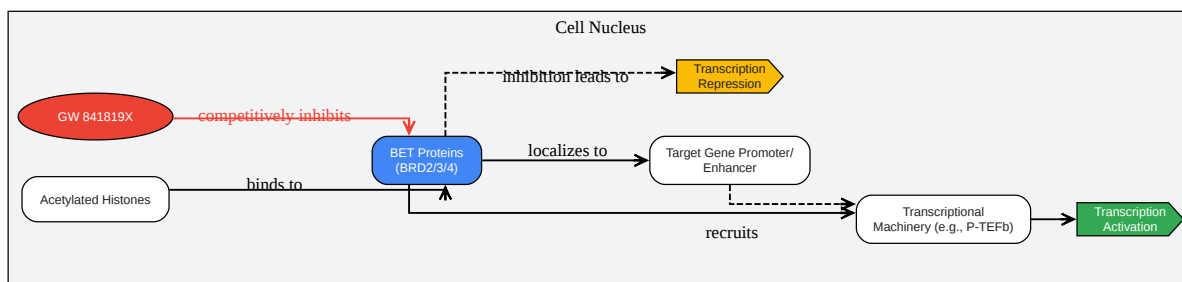 Cell Nucleus
inhibition leads to
Transcription
Repression
GW 841819X
competitively inhibits
BET Proteins
(BRD2/3/4)
localizes to
Target Gene Promoter/
Enhancer
Acetylated Histones
binds to
recruits
Transcriptional
Machinery (e.g., P-TEFb)
Transcription
Activation